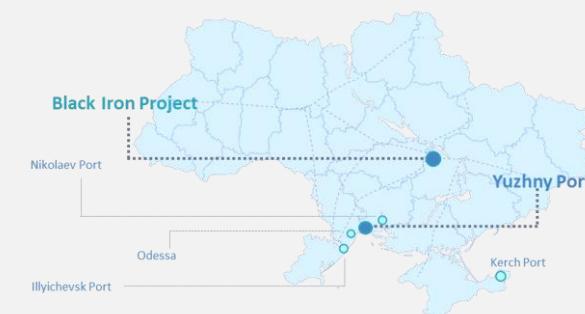 Black Iron Project
Nikolaev Port
Yuzhny Por
Odessa
Kerch Port
Illyichevsk Port